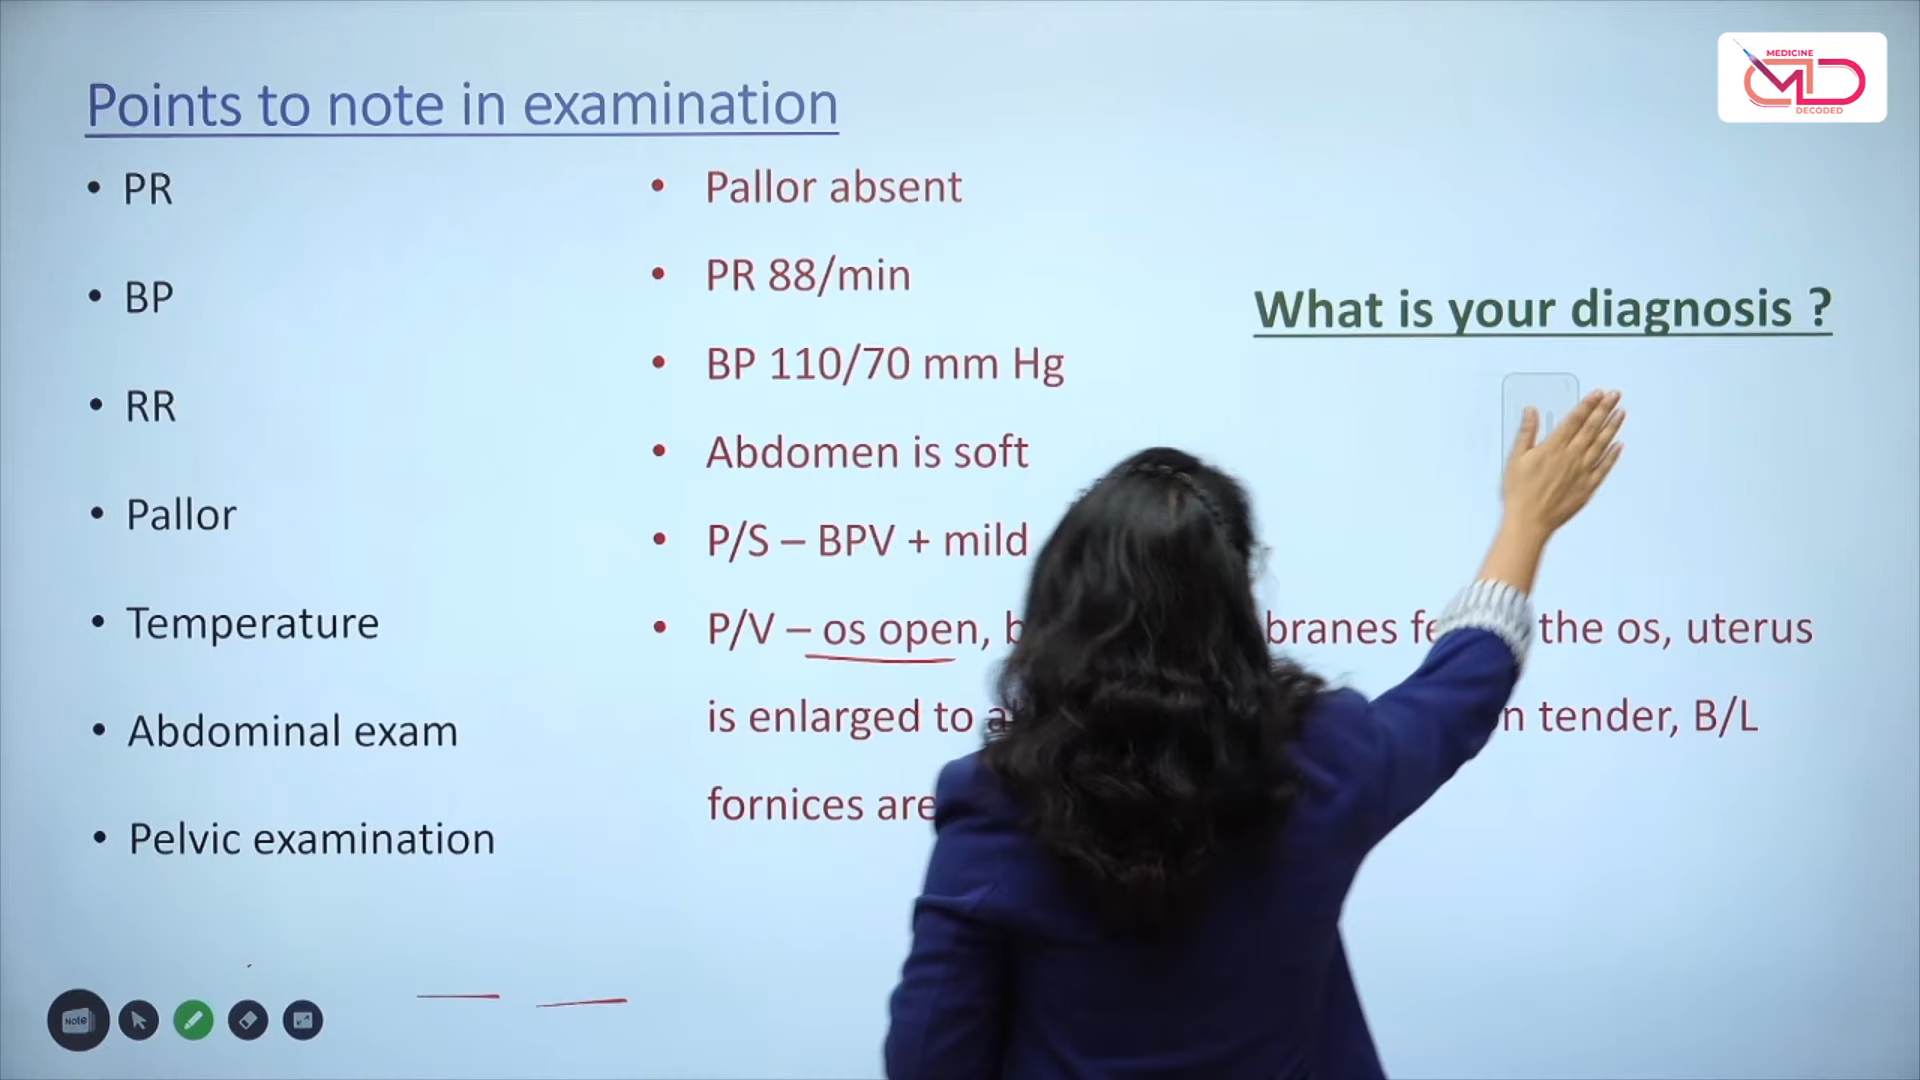 MEDICINE
DECODED
Points to note in examination
• PR
• BP
• RR
• Pallor
• Temperature
• Abdominal exam
• Pelvic examination
• Pallor absent
• PR 88/min
• BP 110/70 mm Hg
• Abdomen is soft
• P/S – BPV + mild
• P/V – os open, the os, uterus
is enlarged to tender, B/L
fornices are
What is your diagnosis ?
Note